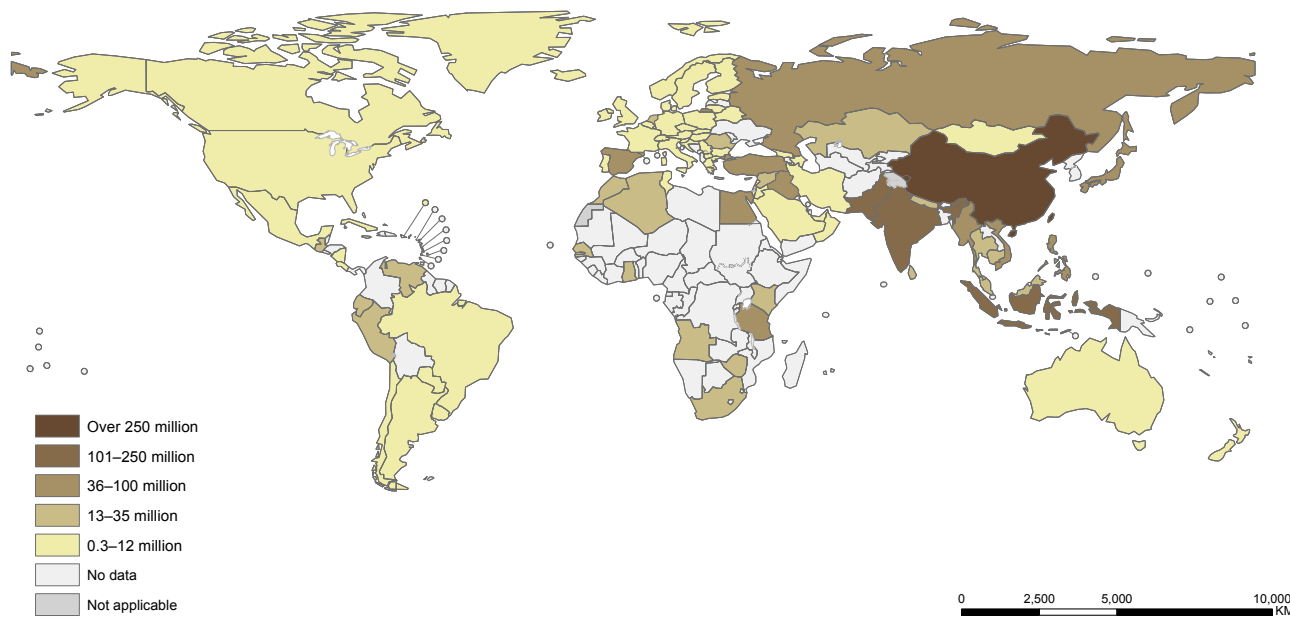 Over 250 million
101–250 million
36–100 million
13–35 million
0.3–12 million
No data
Not applicable
0 2,500 5,000 10,000
KM